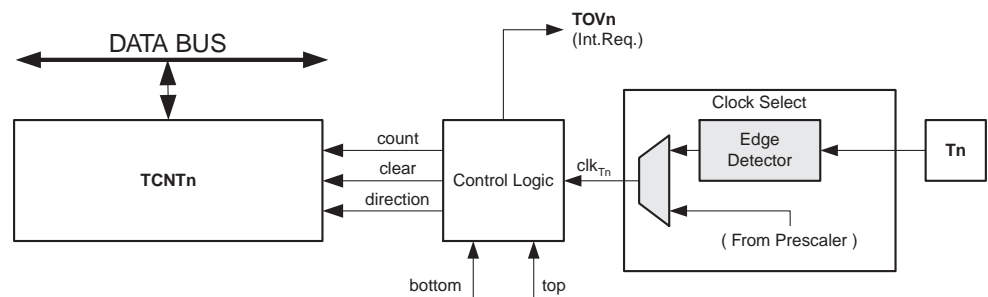 TOVn
(Int.Req.)
DATA BUS
Clock Select
count
Edge
Detector
Tn
TCNTn
clear
Control Logic
clkTn
direction
( From Prescaler )
bottom
top